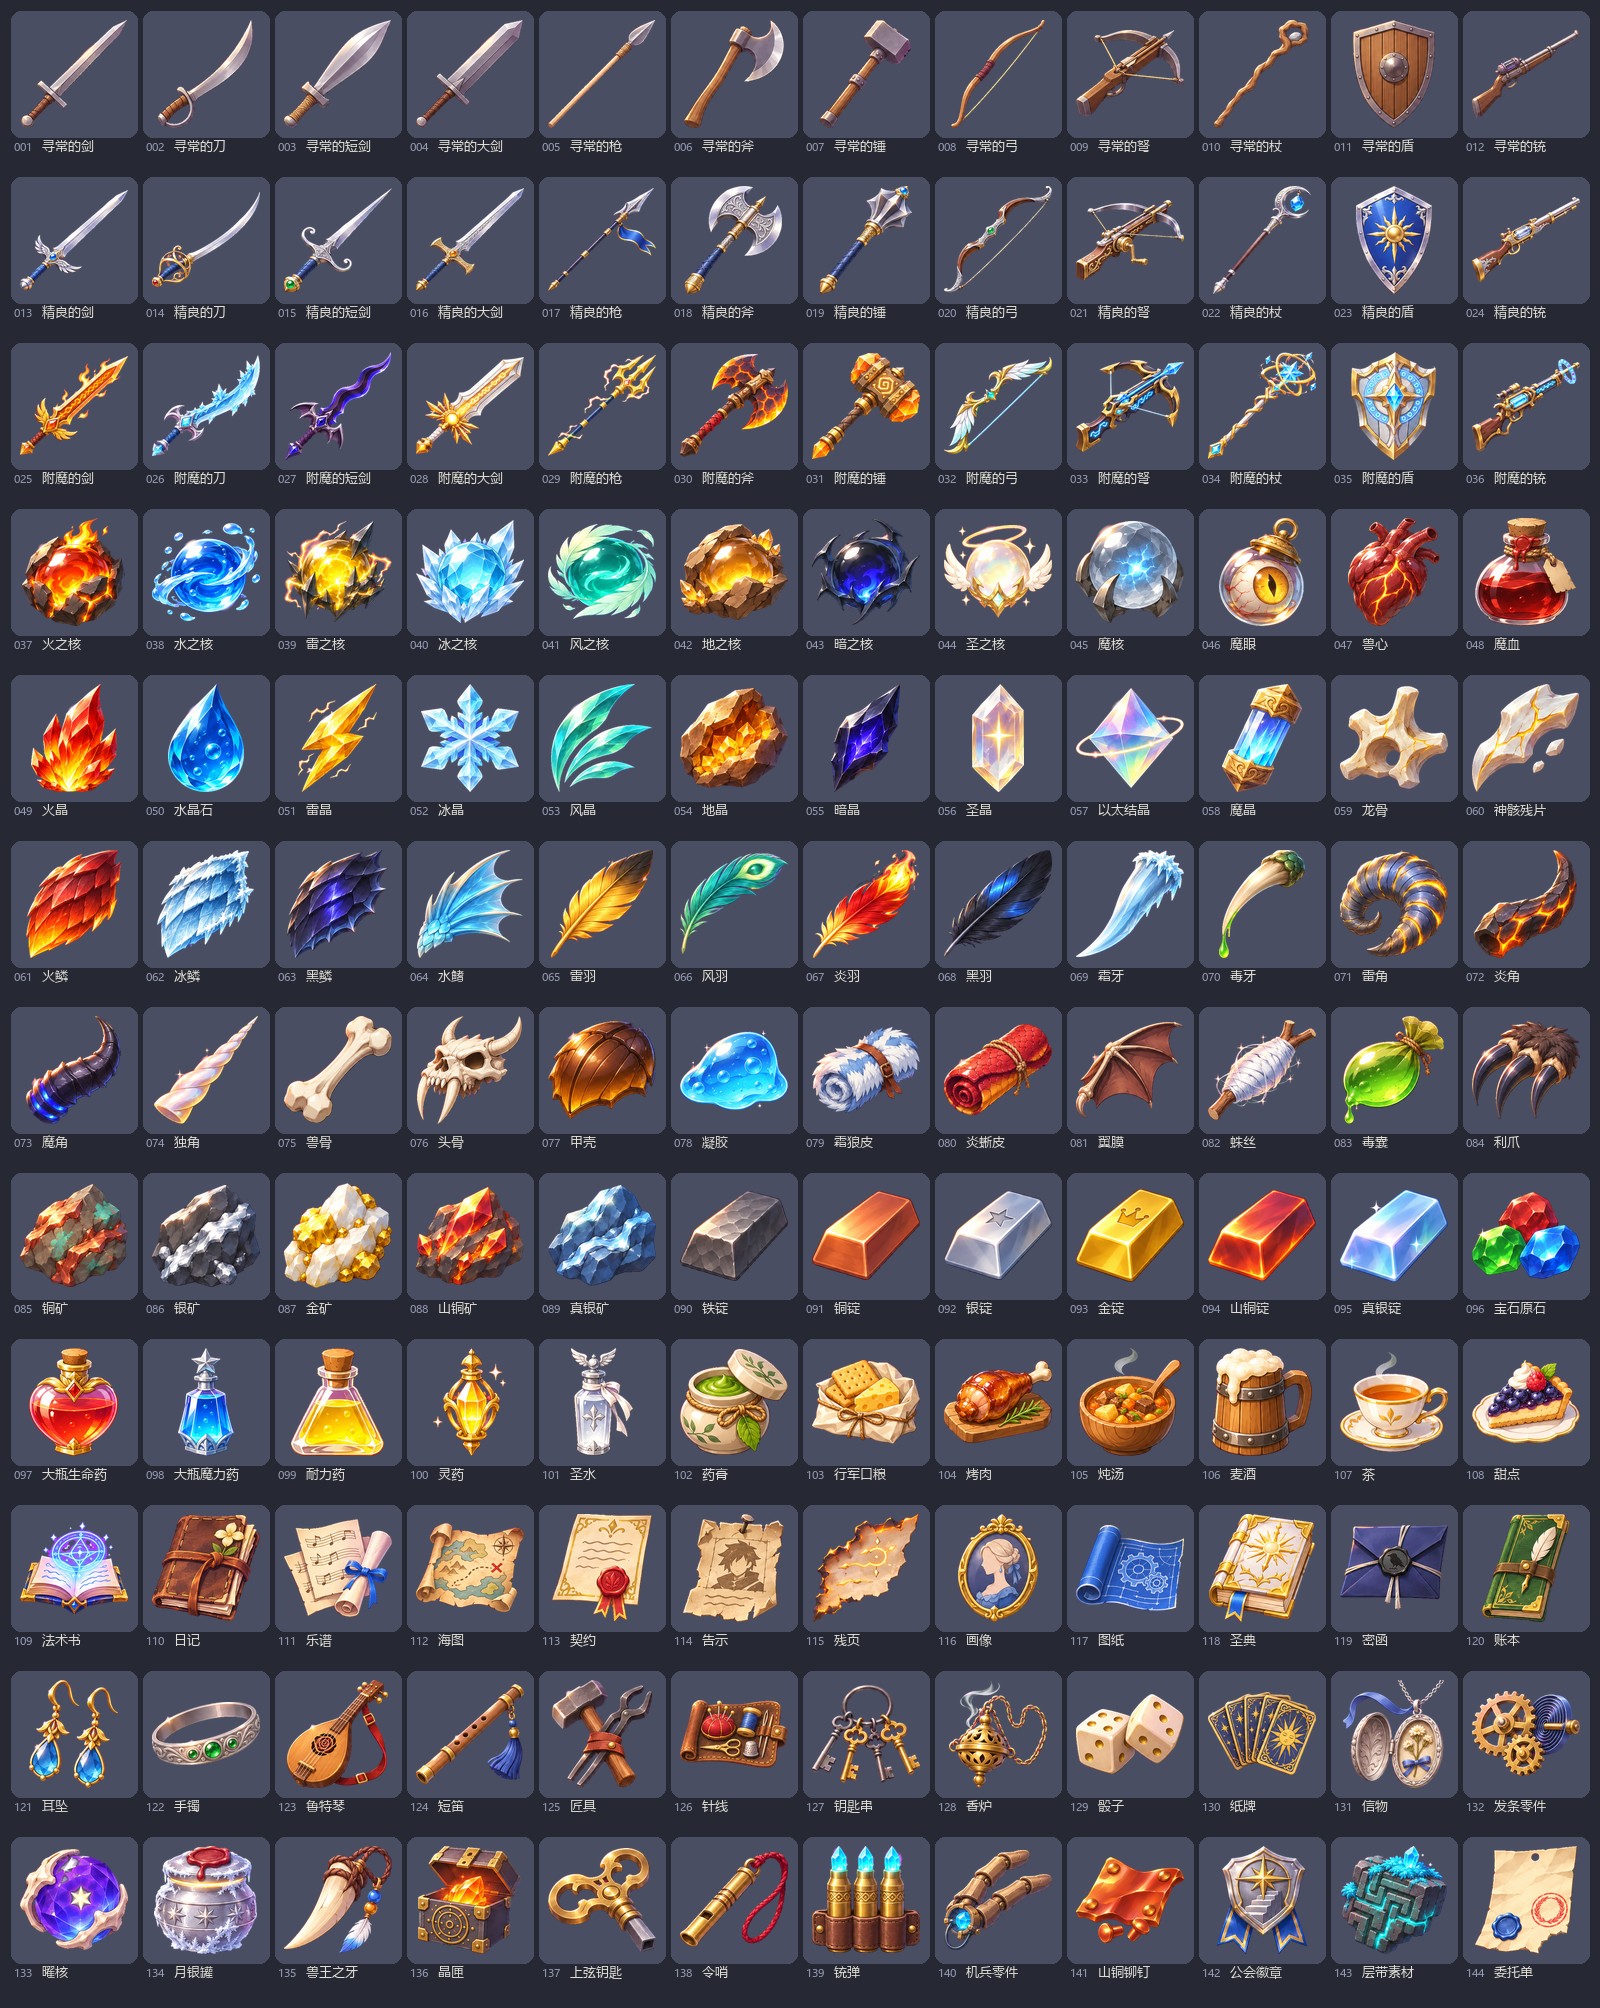 001 寻常的剑 002 寻常的刀 003 寻常的短剑 004 寻常的大剑 005 寻常的枪 006 寻常的斧 007 寻常的锤 008 寻常的弓 009 寻常的弩 010 寻常的杖 011 寻常的盾 012 寻常的铳
013 精良的剑 014 精良的刀 015 精良的短剑 016 精良的大剑 017 精良的枪 018 精良的斧 019 精良的锤 020 精良的弓 021 精良的弩 022 精良的杖 023 精良的盾 024 精良的铳
025 附魔的剑 026 附魔的刀 027 附魔的短剑 028 附魔的大剑 029 附魔的枪 030 附魔的斧 031 附魔的锤 032 附魔的弓 033 附魔的弩 034 附魔的杖 035 附魔的盾 036 附魔的铳
037 火之核 038 水之核 039 雷之核 040 冰之核 041 风之核 042 地之核 043 暗之核 044 圣之核 045 魔核 046 魔眼 047 兽心 048 魔血
049 火晶 050 水晶石 051 雷晶 052 冰晶 053 风晶 054 地晶 055 暗晶 056 圣晶 057 以太结晶 058 魔晶 059 龙骨 060 神骸残片
061 火鳞 062 冰鳞 063 黑鳞 064 水鳍 065 雷羽 066 风羽 067 炎羽 068 黑羽 069 霜牙 070 毒牙 071 雷角 072 炎角
073 魔角 074 独角 075 兽骨 076 头骨 077 甲壳 078 凝胶 079 霜狼皮 080 炎蜥皮 081 翼膜 082 蛛丝 083 毒囊 084 利爪
085 铜矿 086 银矿 087 金矿 088 山铜矿 089 真银矿 090 铁锭 091 铜锭 092 银锭 093 金锭 094 山铜锭 095 真银锭 096 宝石原石
097 大瓶生命药 098 大瓶魔力药 099 耐力药 100 灵药 101 圣水 102 药膏 103 行军口粮 104 烤肉 105 炖汤 106 麦酒 107 茶 108 甜点
109 法术书 110 日记 111 乐谱 112 海图 113 契约 114 告示 115 残页 116 画像 117 图纸 118 圣典 119 密函 120 账本
121 耳坠 122 手镯 123 鲁特琴 124 短笛 125 匠具 126 针线 127 钥匙串 128 香炉 129 骰子 130 纸牌 131 信物 132 发条零件
133 曜核 134 月银罐 135 兽王之牙 136 晶匣 137 上弦钥匙 138 令哨 139 铳弹 140 机兵零件 141 山铜铆钉 142 公会徽章 143 层带素材 144 委托单